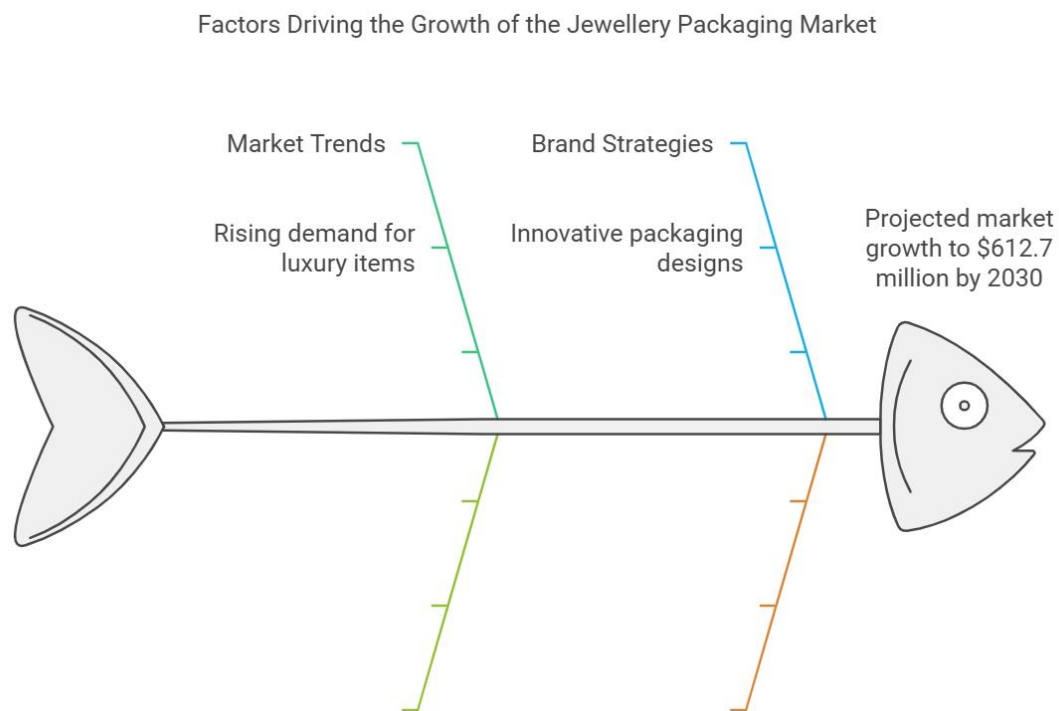 Factors Driving the Growth of the Jewellery Packaging Market
Market Trends
Rising demand for
luxury items
Brand Strategies
Innovative packaging
designs
Projected market
growth to $612.7
million by 2030